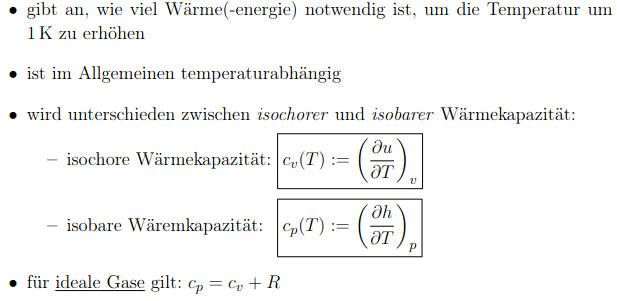 • gibt an, wie viel Wärme(-energie) notwendig ist, um die Temperatur um
1 K zu erhöhen
• ist im Allgemeinen temperaturabhängig
• wird unterschieden zwischen isochorer und isobarer Wärmekapazität:
– isochore Wärmekapazität: c_v(T) := (∂u/∂T)_v
– isobare Wäremkapazität: c_p(T) := (∂h/∂T)_p
• für ideale Gase gilt: c_p = c_v + R